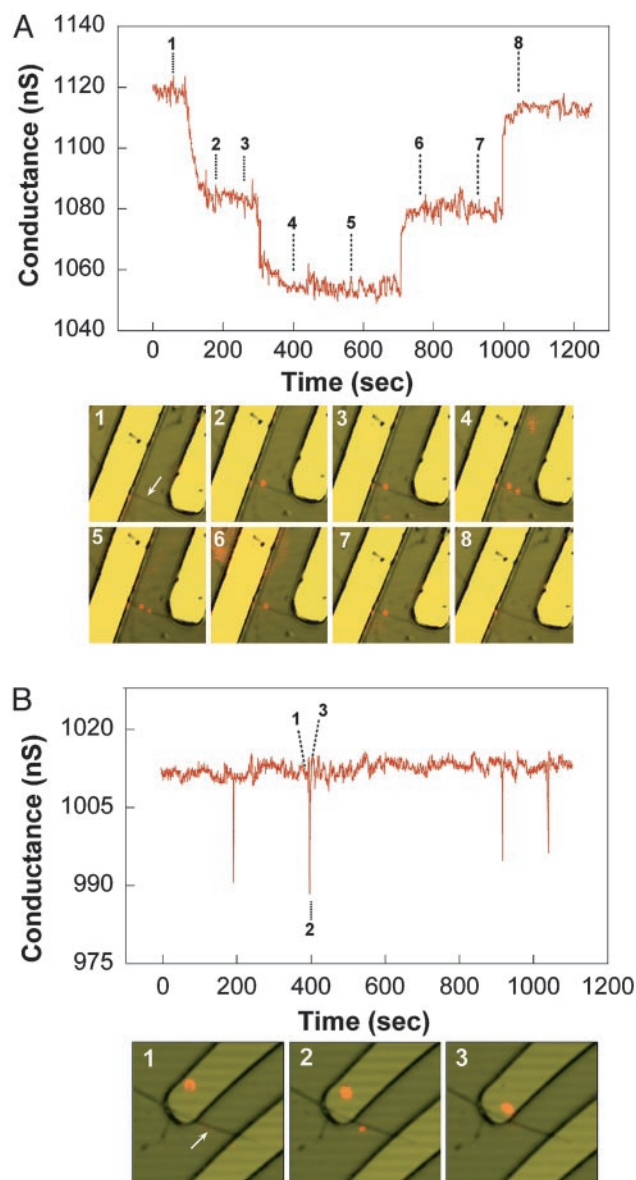 A
Conductance (nS)
1140
1120
1100
1080
1060
1040
1 2 3 4 5 6 7 8
0 200 400 600 800 1000 1200
Time (sec)
1 2 3 4
5 6 7 8
B
Conductance (nS)
1020
1005
990
975
1 3
2
0 200 400 600 800 1000 1200
Time (sec)
1 2 3